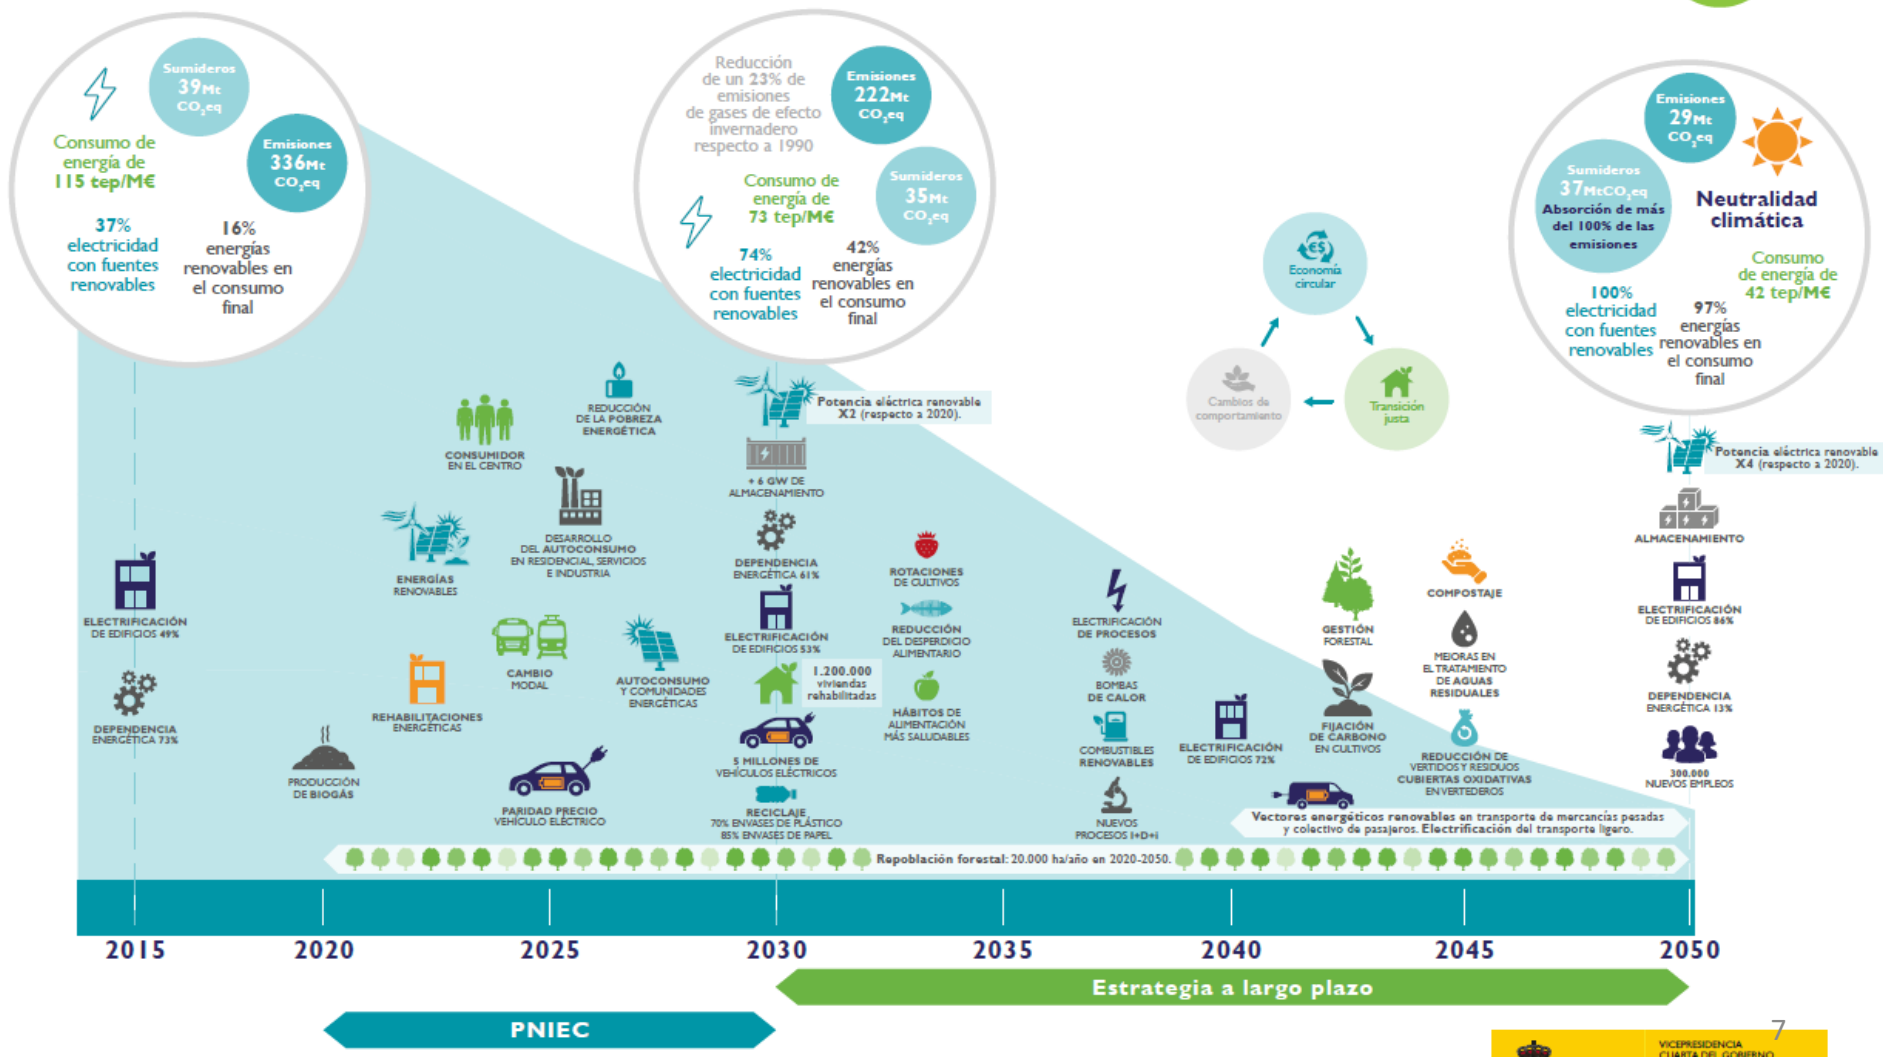 Sumideros
39Mt
CO₂eq
Consumo de
energía de
115 tep/M€
Emisiones
336Mt
CO₂eq
37%
electricidad
con fuentes
renovables
16%
energías
renovables en
el consumo
final
Reducción
de un 23% de
emisiones
de gases de efecto
invernadero
respecto a 1990
Emisiones
222Mt
CO₂eq
Consumo de
energía de
73 tep/M€
Sumideros
35Mt
CO₂eq
74%
electricidad
con fuentes
renovables
42%
energías
renovables en
el consumo
final
Emisiones
29Mt
CO₂eq
Sumideros
37MtCO₂eq
Absorción de más
del 100% de las
emisiones
Neutralidad
climática
Consumo
de energía de
42 tep/M€
100%
electricidad
con fuentes
renovables
97%
energías
renovables en
el consumo
final
€$
Economía
circular
Cambios de
comportamiento
Transición
justa
ELECTRIFICACIÓN
DE EDIFICIOS 49%
DEPENDENCIA
ENERGÉTICA 73%
PRODUCCIÓN
DE BIOGÁS
ENERGÍAS
RENOVABLES
REHABILITACIONES
ENERGÉTICAS
CONSUMIDOR
EN EL CENTRO
REDUCCIÓN
DE LA POBREZA
ENERGÉTICA
DESARROLLO
DEL AUTOCONSUMO
EN RESIDENCIAL, SERVICIOS
E INDUSTRIA
CAMBIO
MODAL
AUTOCONSUMO
Y COMUNIDADES
ENERGÉTICAS
PARIDAD PRECIO
VEHÍCULO ELÉCTRICO
Potencia eléctrica renovable
X2 (respecto a 2020).
+ 6 GW DE
ALMACENAMIENTO
DEPENDENCIA
ENERGÉTICA 61%
ELECTRIFICACIÓN
DE EDIFICIOS 53%
1.200.000
viviendas
rehabilitadas
5 MILLONES DE
VEHÍCULOS ELÉCTRICOS
RECICLAJE
70% ENVASES DE PLÁSTICO
85% ENVASES DE PAPEL
ROTACIONES
DE CULTIVOS
REDUCCIÓN
DEL DESPERDICIO
ALIMENTARIO
HÁBITOS DE
ALIMENTACIÓN
MÁS SALUDABLES
ELECTRIFICACIÓN
DE PROCESOS
BOMBAS
DE CALOR
COMBUSTIBLES
RENOVABLES
NUEVOS
PROCESOS I+D+i
ELECTRIFICACIÓN
DE EDIFICIOS 72%
GESTIÓN
FORESTAL
FIJACIÓN
DE CARBONO
EN CULTIVOS
COMPOSTAJE
MEJORAS EN
EL TRATAMIENTO
DE AGUAS
RESIDUALES
REDUCCIÓN DE
VERTIDOS Y RESIDUOS
CUBIERTAS OXIDATIVAS
EN VERTEDEROS
Potencia eléctrica renovable
X4 (respecto a 2020).
ALMACENAMIENTO
ELECTRIFICACIÓN
DE EDIFICIOS 86%
DEPENDENCIA
ENERGÉTICA 13%
300.000
NUEVOS EMPLEOS
Vectores energéticos renovables en transporte de mercancías pesadas
y colectivo de pasajeros. Electrificación del transporte ligero.
Repoblación forestal: 20.000 ha/año en 2020-2050.
2015
2020
2025
2030
2035
2040
2045
2050
Estrategia a largo plazo
PNIEC
7
VICEPRESIDENCIA
CUARTA DEL GOBIERNO